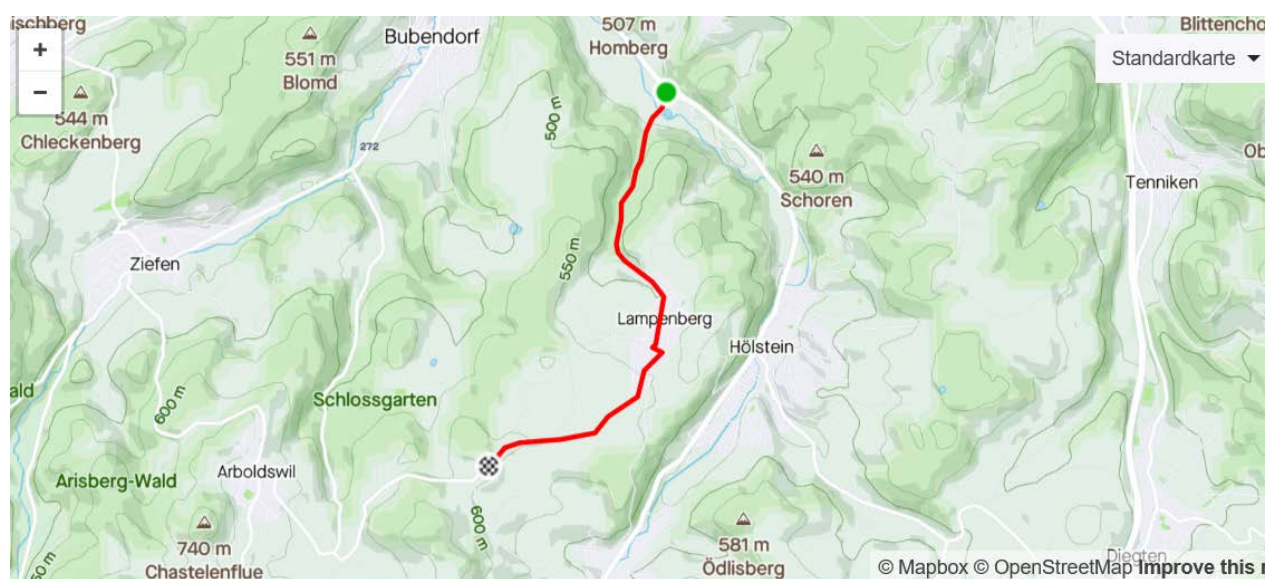 ischberg
551 m
Blomd
Bubendorf
507 m
Homberg
Blittencho
+
−
Standardkarte
544 m
Chleckenberg
500 m
272
540 m
Schoren
Ob
Tenniken
Ziefen
550 m
Lampenberg
Hölstein
ald
600 m
Schlossgarten
Arisberg-Wald
Arboldswil
600 m
740 m
Chastelenflue
581 m
Ödlisberg
Diegten
50 m
© Mapbox © OpenStreetMap Improve this r